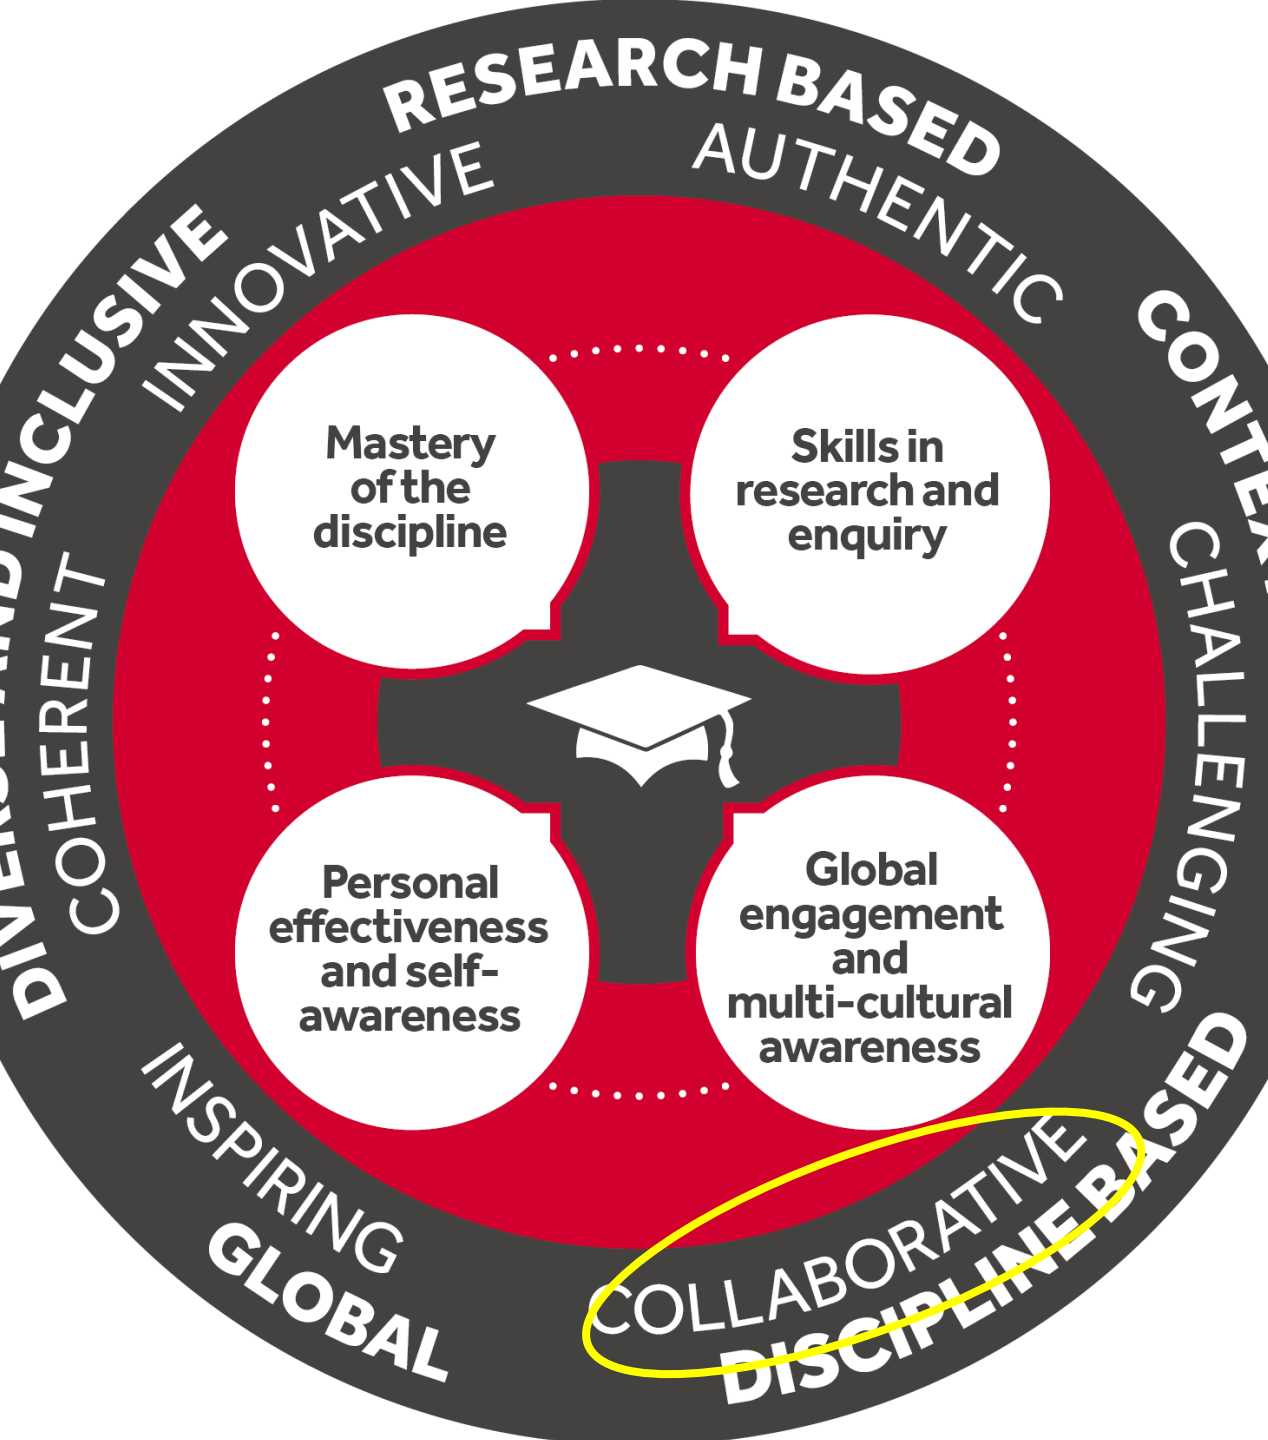 RESEARCH BASED
INNOVATIVE
AUTHENTIC
DIVERSE AND INCLUSIVE
COHERENT
CHALLENGING
Mastery
of the
discipline
Skills in
research and
enquiry
Personal
effectiveness
and self-
awareness
Global
engagement
and
multi-cultural
awareness
INSPIRING
GLOBAL
COLLABORATIVE
DISCIPLINE BASED